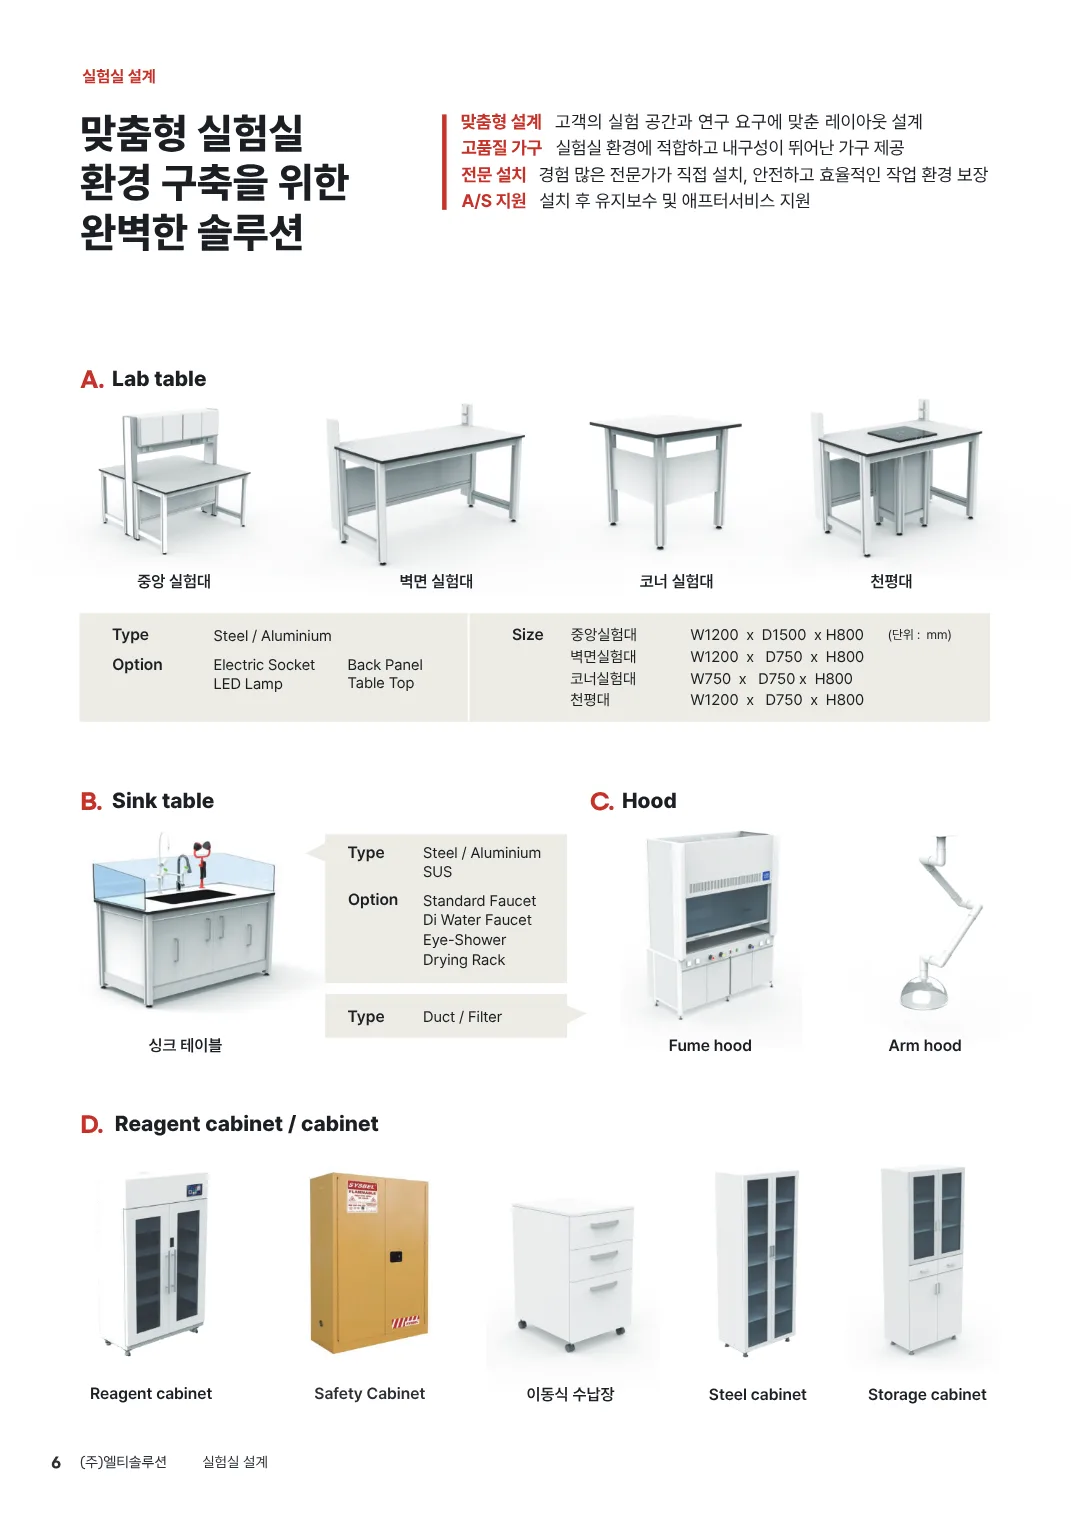 실험실 설계
맞춤형 실험실
환경 구축을 위한
완벽한 솔루션
맞춤형 설계 고객의 실험 공간과 연구 요구에 맞춘 레이아웃 설계
고품질 가구 실험실 환경에 적합하고 내구성이 뛰어난 가구 제공
전문 설치 경험 많은 전문가가 직접 설치, 안전하고 효율적인 작업 환경 보장
A/S 지원 설치 후 유지보수 및 애프터서비스 지원
A. Lab table
중앙 실험대
벽면 실험대
코너 실험대
천평대
Type Steel / Aluminium
Option Electric Socket Back Panel
LED Lamp Table Top
Size 중앙실험대 W1200 x D1500 x H800 (단위 : mm)
벽면실험대 W1200 x D750 x H800
코너실험대 W750 x D750 x H800
천평대 W1200 x D750 x H800
B. Sink table
싱크 테이블
Type Steel / Aluminium
SUS
Option Standard Faucet
Di Water Faucet
Eye-Shower
Drying Rack
Type Duct / Filter
C. Hood
Fume hood
Arm hood
D. Reagent cabinet / cabinet
SYSBEL
FLAMMABLE
Reagent cabinet
Safety Cabinet
이동식 수납장
Steel cabinet
Storage cabinet
6 (주)엘티솔루션 실험실 설계